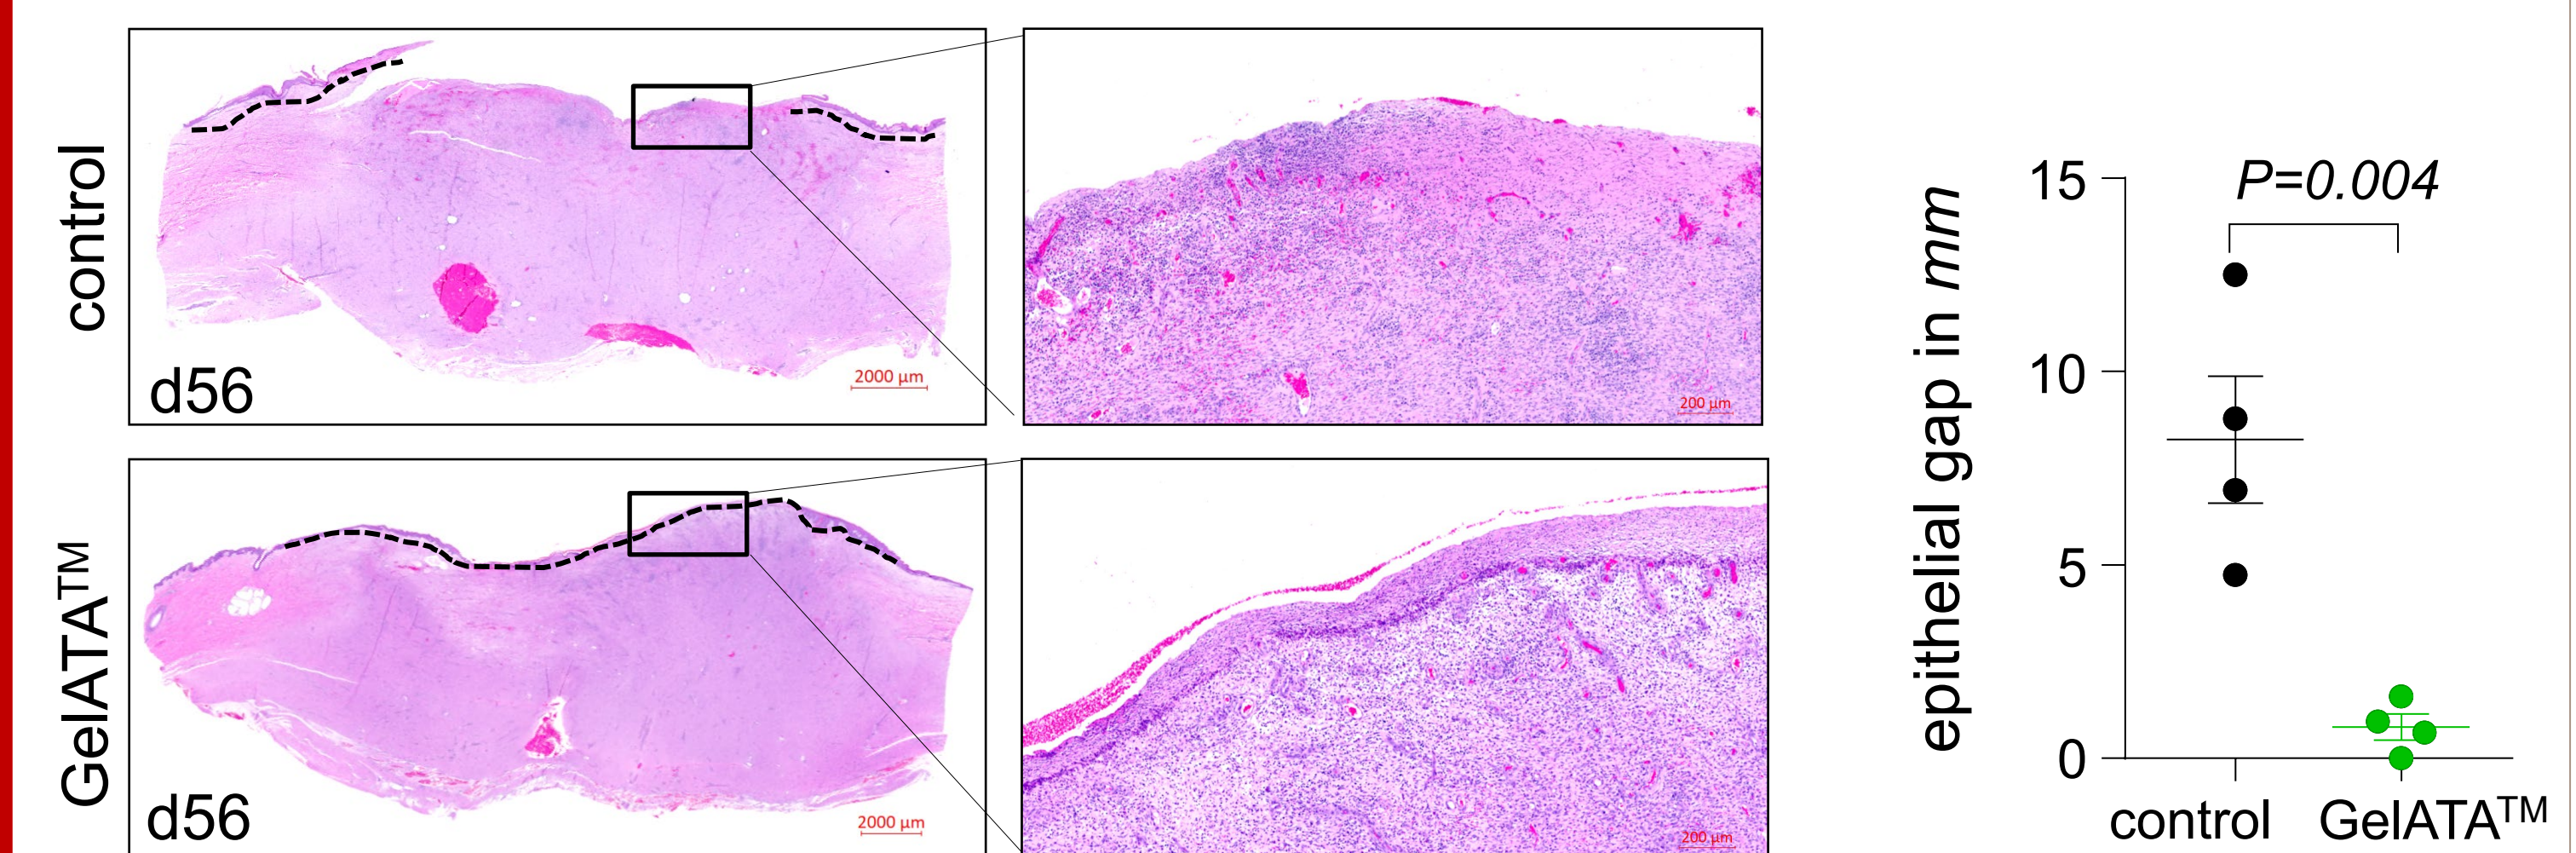 control
d56
2000 µm
200 µm
GelATA™
d56
2000 µm
200 µm
epithelial gap in mm
15
10
5
0
P=0.004
control
GelATA™